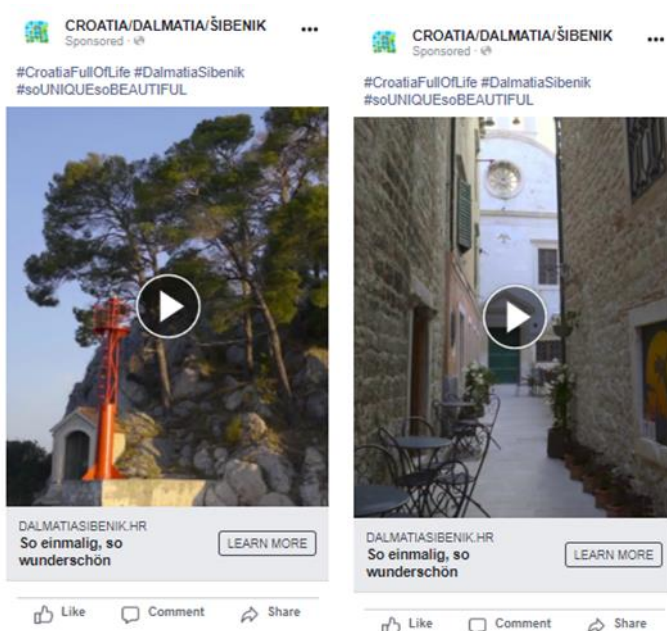 CROATIA/DALMATIA/ŠIBENIK
Sponsored
#CroatiaFullOfLife #DalmatiaSibenik
#soUNIQUEsoBEAUTIFUL
DALMATIASIBENIK.HR
So einmalig, so
wunderschön
LEARN MORE
Like Comment Share
CROATIA/DALMATIA/ŠIBENIK
Sponsored
#CroatiaFullOfLife #DalmatiaSibenik
#soUNIQUEsoBEAUTIFUL
DALMATIASIBENIK.HR
So einmalig, so
wunderschön
LEARN MORE
Like Comment Share